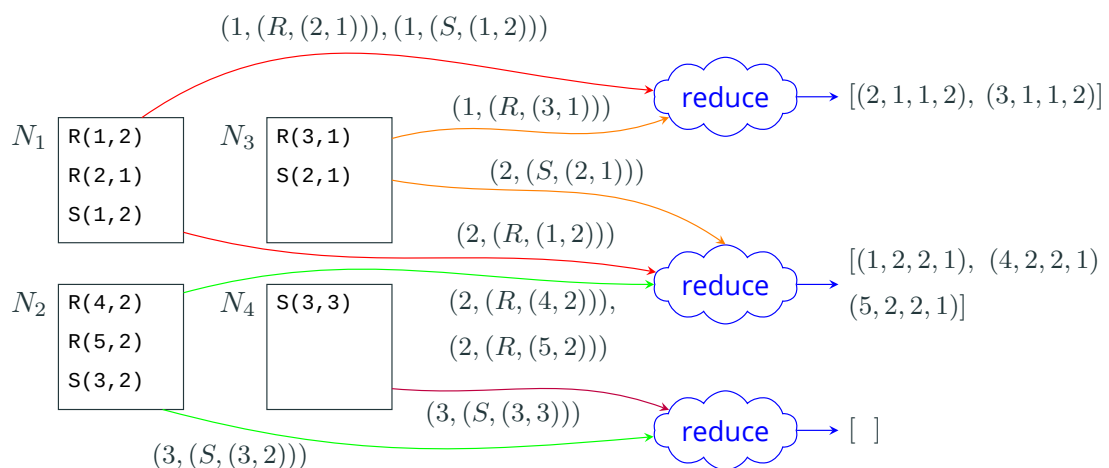 (1, (R, (2, 1))), (1, (S, (1, 2)))
reduce
[(2, 1, 1, 2), (3, 1, 1, 2)]
(1, (R, (3, 1)))
N1
R(1,2)
R(2,1)
S(1,2)
N3
R(3,1)
S(2,1)
(2, (S, (2, 1)))
(2, (R, (1, 2)))
reduce
[(1, 2, 2, 1), (4, 2, 2, 1)
(5, 2, 2, 1)]
N2
R(4,2)
R(5,2)
S(3,2)
N4
S(3,3)
(2, (R, (4, 2))),
(2, (R, (5, 2)))
(3, (S, (3, 3)))
reduce
[ ]
(3, (S, (3, 2)))